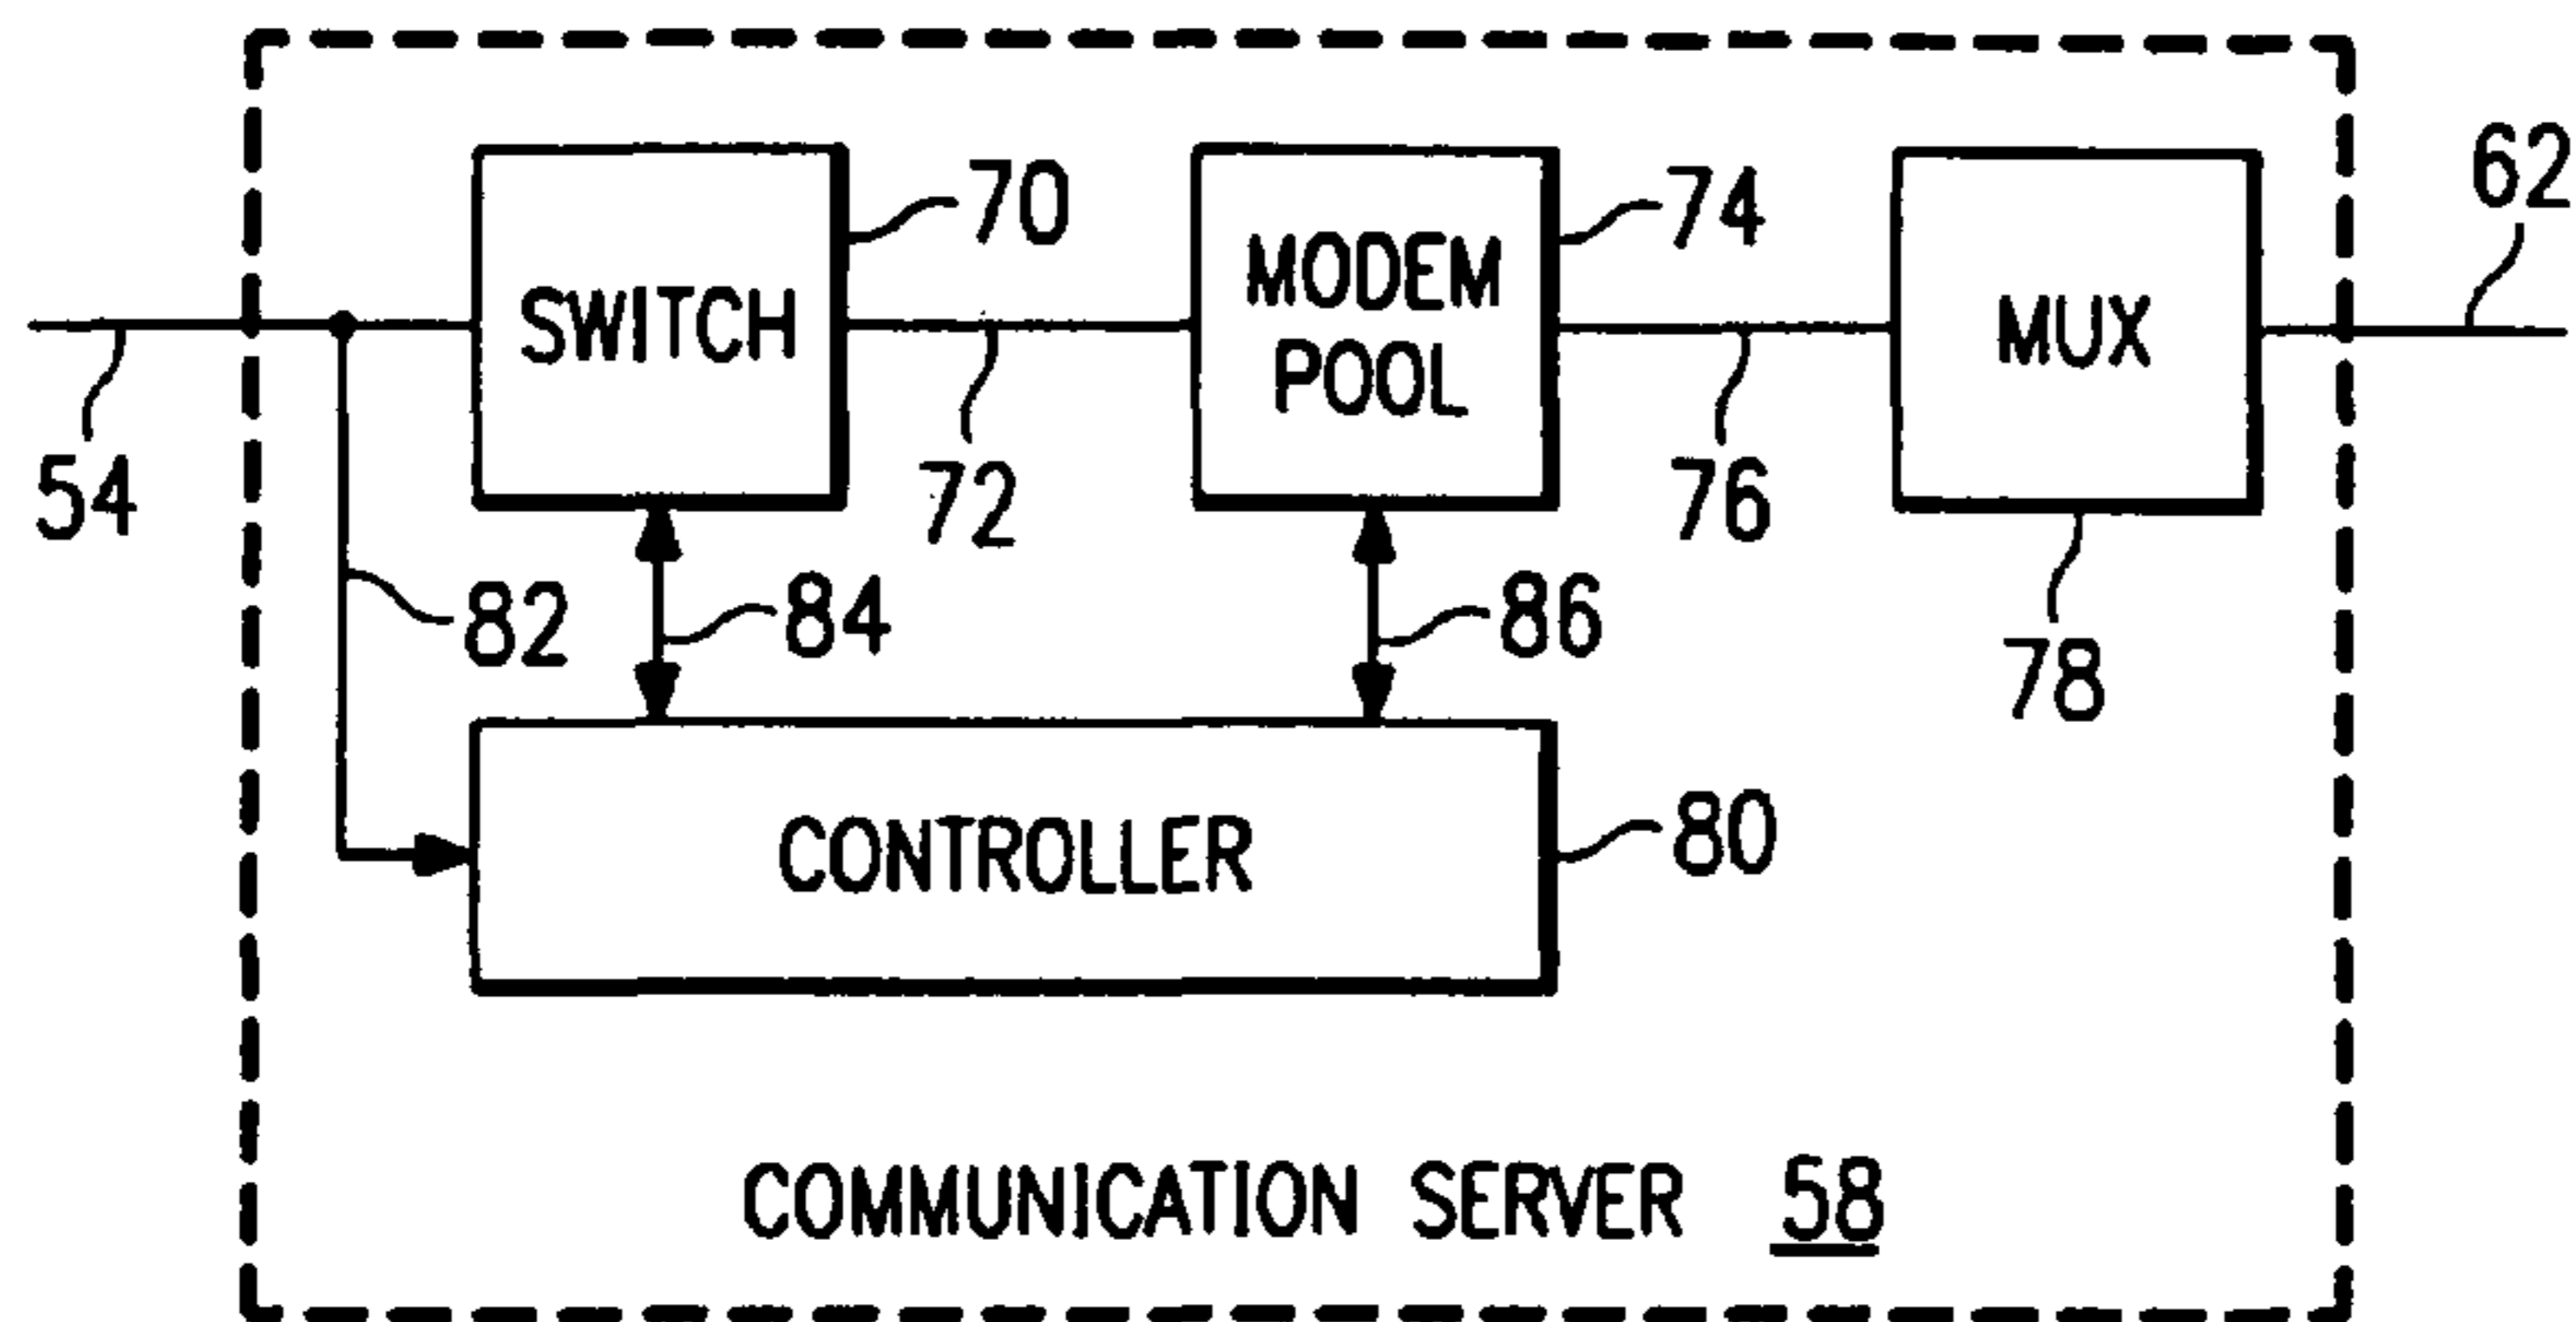 62
70
74
SWITCH
MODEM
POOL
MUX
54
72
76
82
84
86
78
CONTROLLER
80
COMMUNICATION SERVER 58